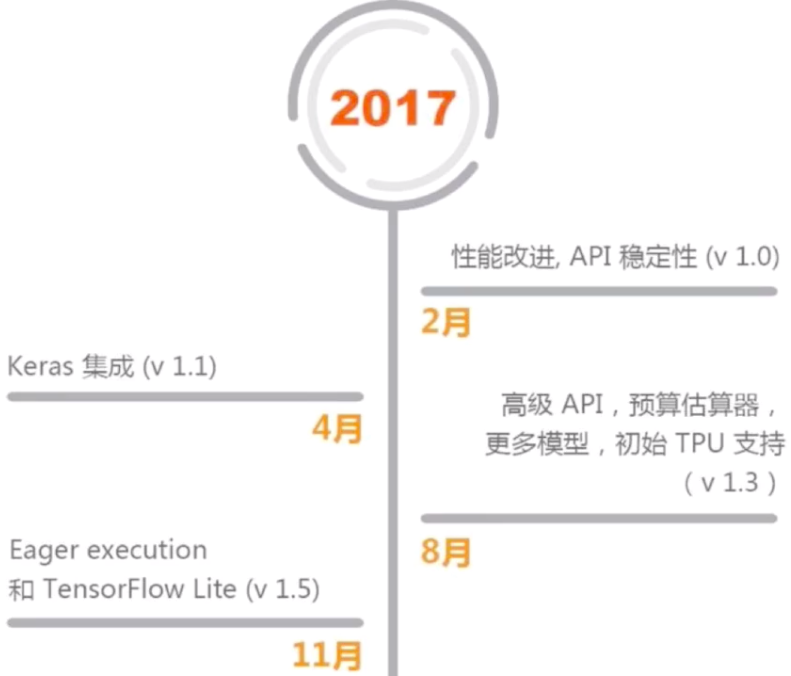 2017
性能改进, API 稳定性 (v 1.0)
2月
Keras 集成 (v 1.1)
4月
高级 API，预算估算器，
更多模型，初始 TPU 支持
（ v 1.3 ）
8月
Eager execution
和 TensorFlow Lite (v 1.5)
11月